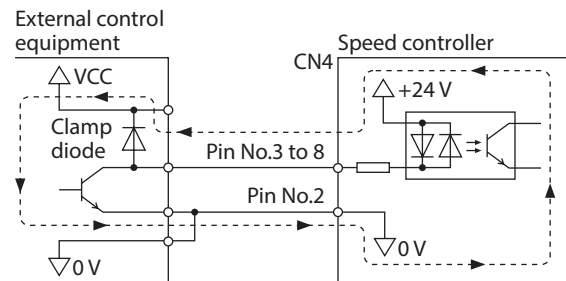 External control
equipment
Speed controller
CN4
VCC
+24 V
Clamp
diode
Pin No.3 to 8
Pin No.2
0 V
0 V